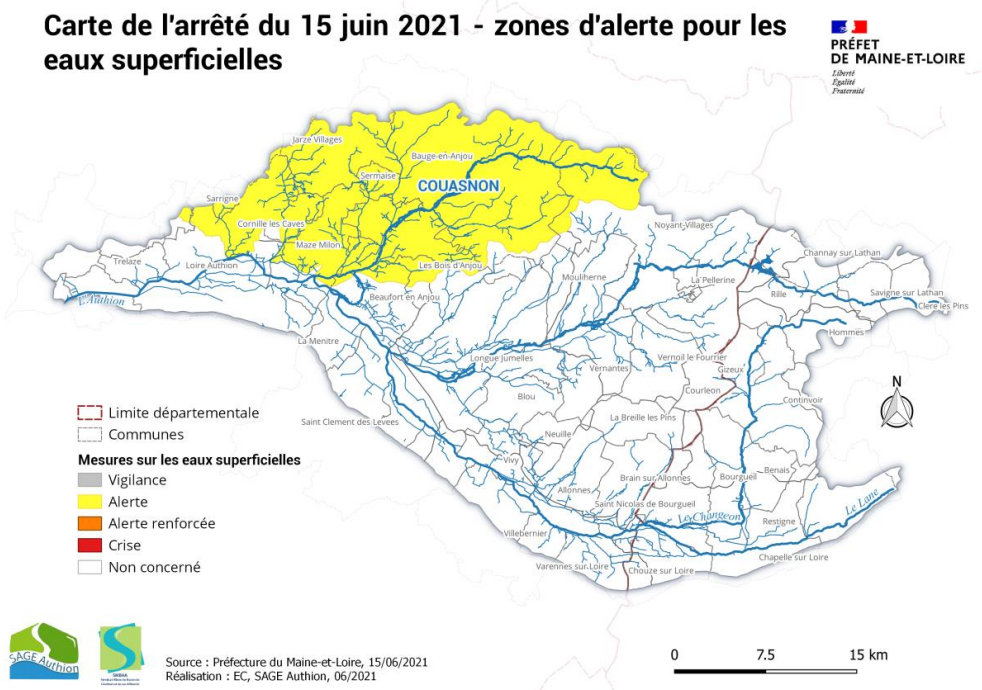 Carte de l'arrêté du 15 juin 2021 - zones d'alerte pour les
eaux superficielles
PRÉFET
DE MAINE-ET-LOIRE
Liberté
Égalité
Fraternité
Jarze Villages
Bauge-en-Anjou
Sermaise
COUASNON
Sarrigne
Cornille les Caves
Maze Milon
Noyant-Villages
Trelaze
Loire Authion
Les Bois d'Anjou
Channay sur Lathan
Mouliherne
La Pellerine
Rille
Savigne sur Lathan
Clere les Pins
L'Authion
Beaufort en Anjou
Hommes
La Menitre
Longue Jumelles
Vernantes
Vernoil le Fourrier
Gizeux
Courleon
Continvoir
Blou
La Breille les Pins
Saint Clement des Levees
Neuille
Vivy
Brain sur Allonnes
Bourgueil
Benais
Allonnes
Saint Nicolas de Bourgueil
Le Changeon
Le Lane
Restigne
Villebernier
Chapelle sur Loire
Varennes sur Loire
Chouze sur Loire
N
Limite départementale
Communes
Mesures sur les eaux superficielles
Vigilance
Alerte
Alerte renforcée
Crise
Non concerné
SAGE Authion
Source : Préfecture du Maine-et-Loire, 15/06/2021
Réalisation : EC, SAGE Authion, 06/2021
0 7.5 15 km